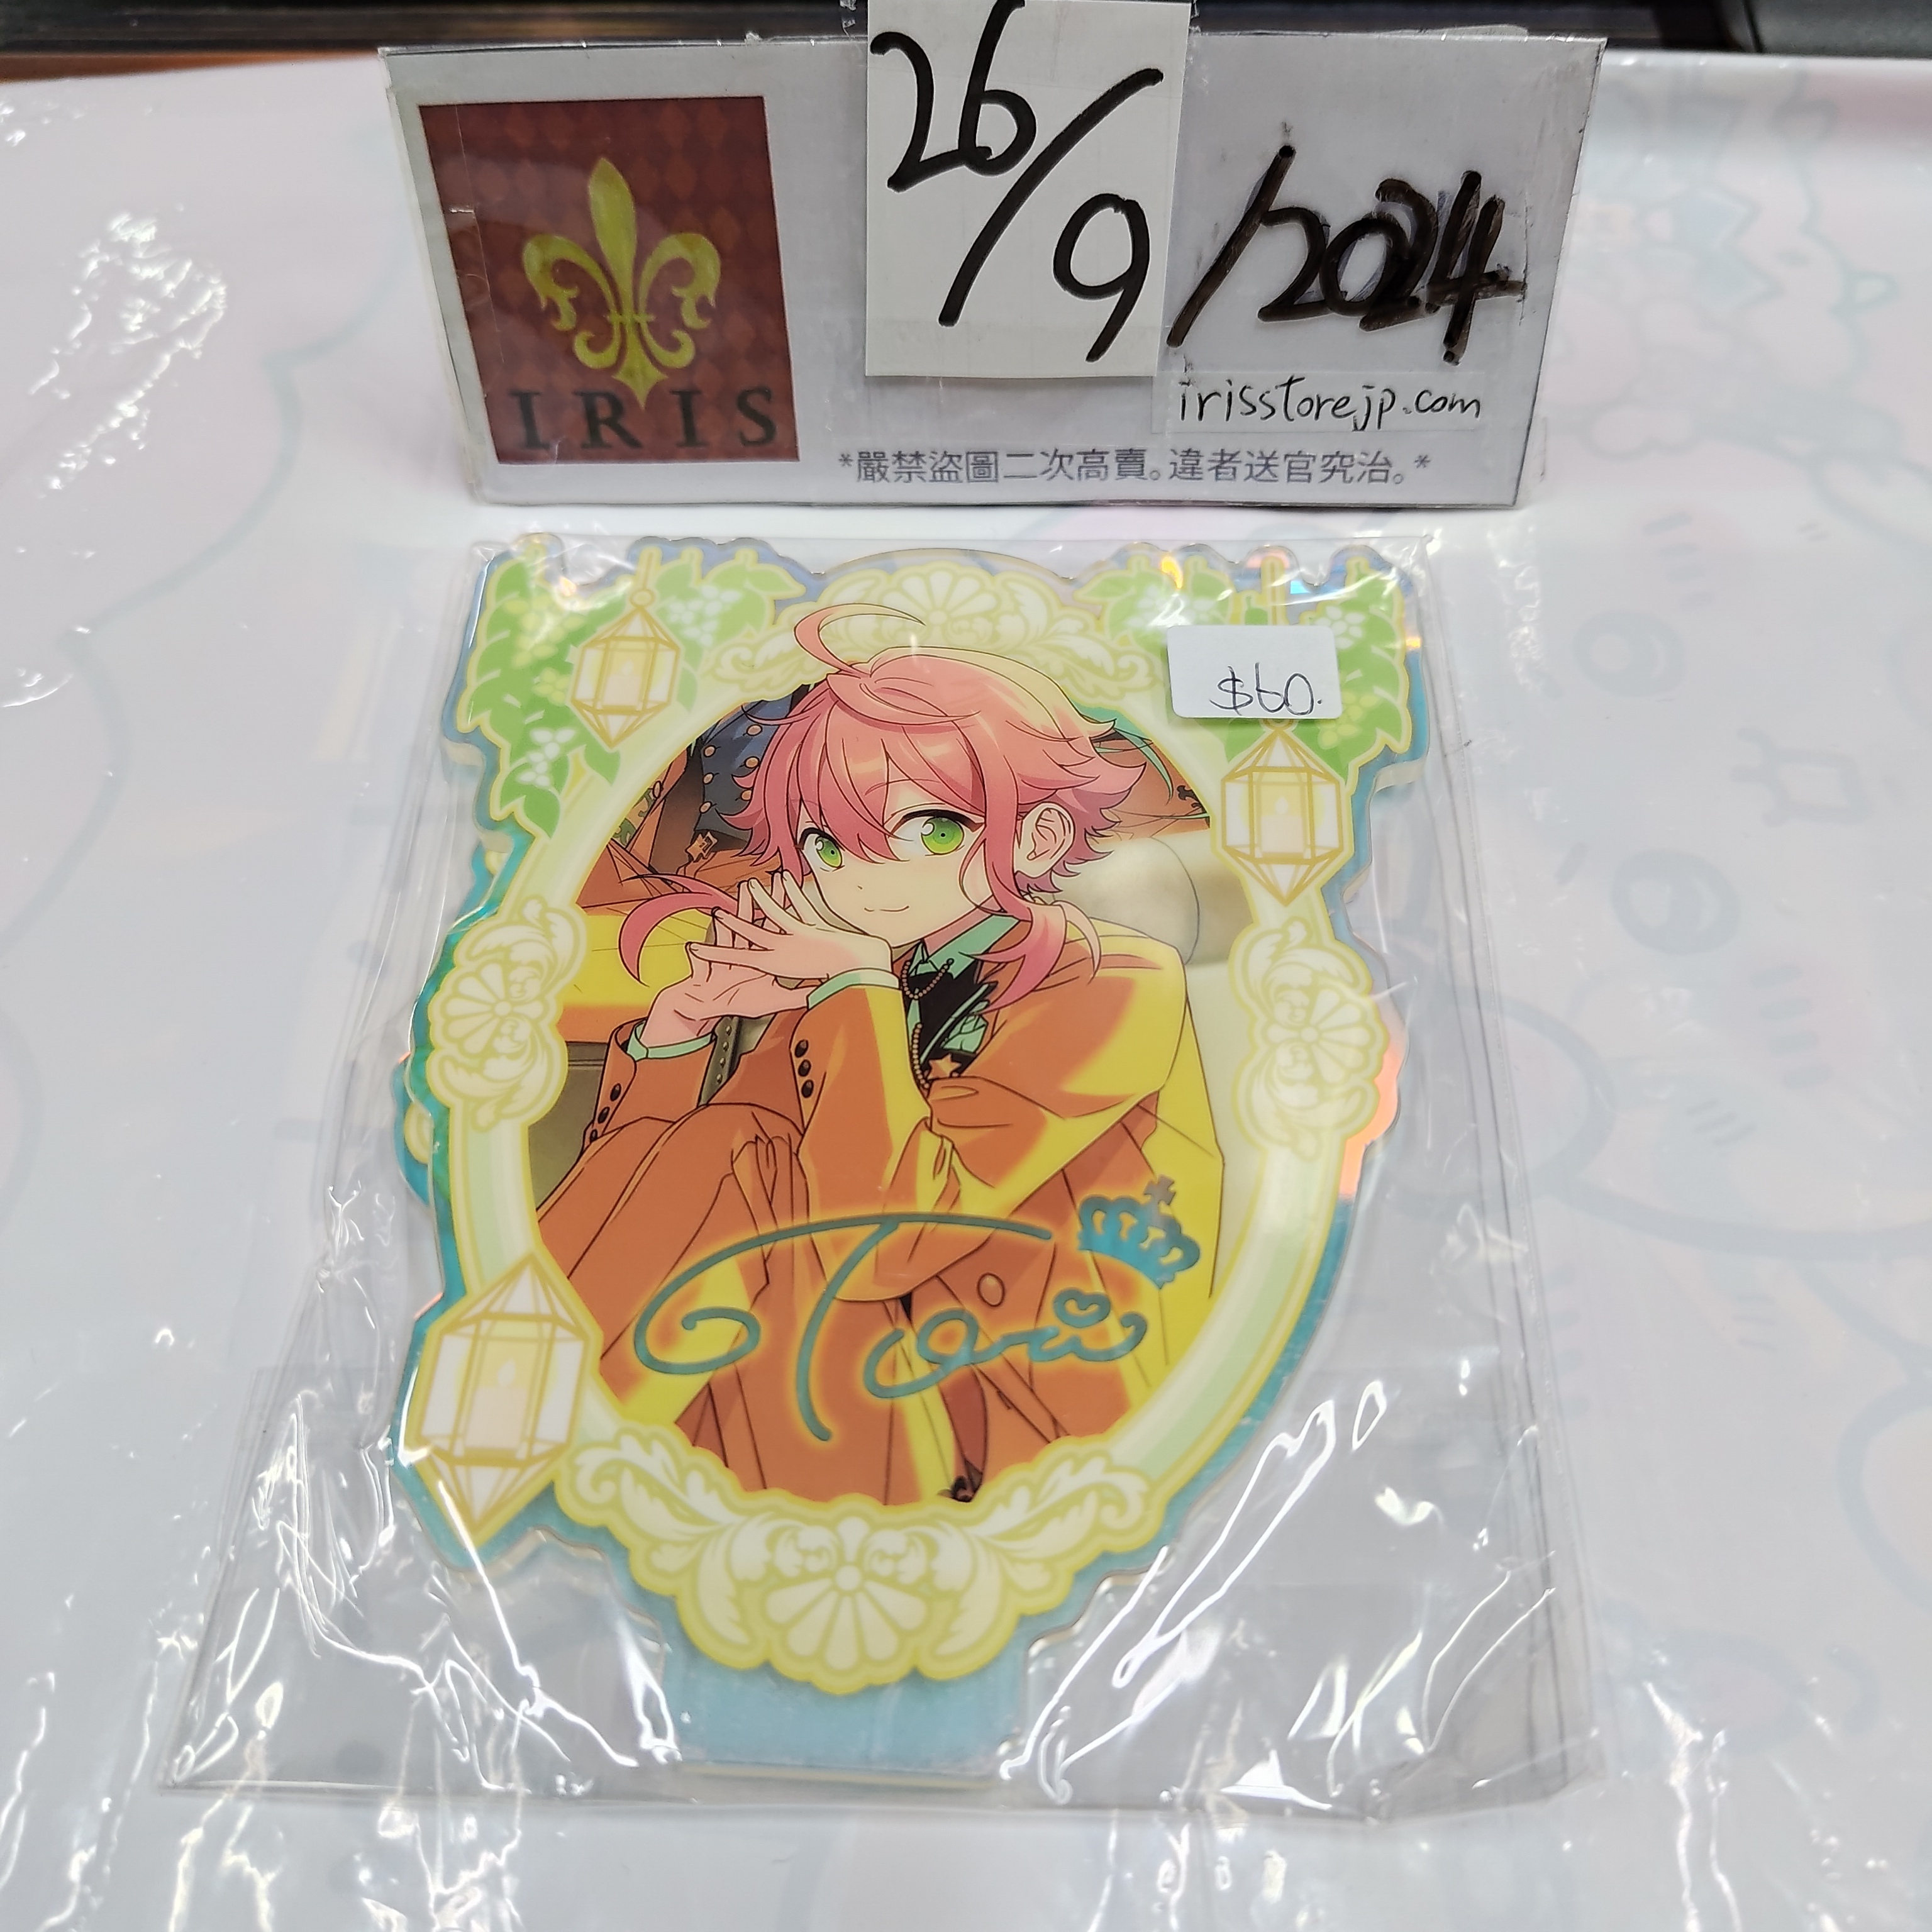 26/9/2024
IRIS
irisstorejp.com
*嚴禁盜圖二次高賣。違者送官究治。*
$60.
Tori